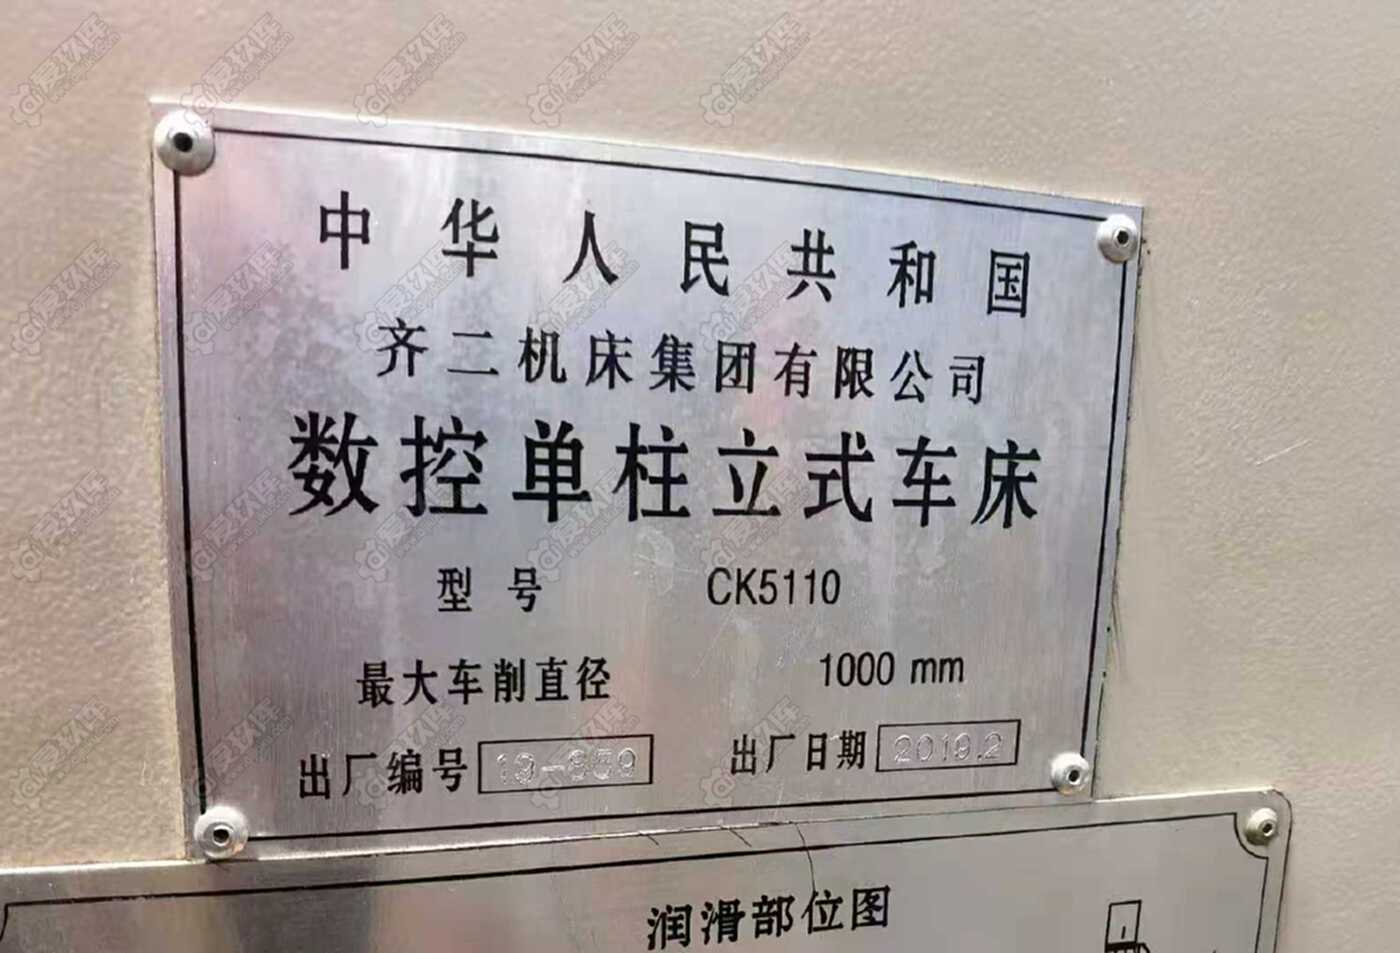 中华人民共和国
齐二机床集团有限公司
数控单柱立式车床
型号 CK5110
最大车削直径 1000 mm
出厂编号 出厂日期 2019.2
润滑部位图